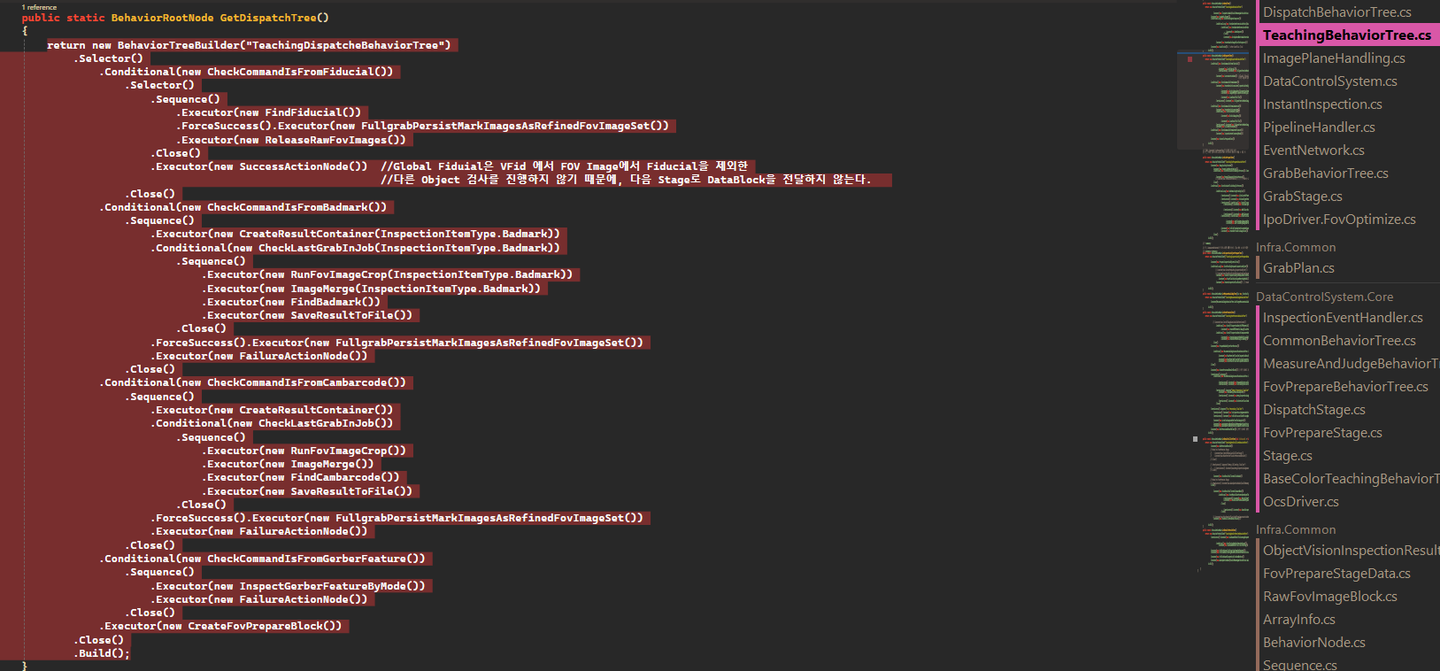 1 reference
public static BehaviorRootNode GetDispatchTree()
{
return new BehaviorTreeBuilder("TeachingDispatcheBehaviorTree")
.Selector()
.Conditional(new CheckCommandIsFromFiducial())
.Selector()
.Sequence()
.Executor(new FindFiducial())
.ForceSuccess().Executor(new FullgrabPersistMarkImagesAsRefinedFovImageSet())
.Executor(new ReleaseRawFovImages())
.Close()
.Executor(new SuccessActionNode()) //Global Fiduial은 VFid 에서 FOV Image에서 Fiducial을 제외한
//다른 Object 검사를 진행하지 않기 때문에, 다음 Stage로 DataBlock을 전달하지 않는다.
.Close()
.Conditional(new CheckCommandIsFromBadmark())
.Sequence()
.Executor(new CreateResultContainer(InspectionItemType.Badmark))
.Conditional(new CheckLastGrabInJob(InspectionItemType.Badmark))
.Sequence()
.Executor(new RunFovImageCrop(InspectionItemType.Badmark))
.Executor(new ImageMerge(InspectionItemType.Badmark))
.Executor(new FindBadmark())
.Executor(new SaveResultToFile())
.Close()
.ForceSuccess().Executor(new FullgrabPersistMarkImagesAsRefinedFovImageSet())
.Executor(new FailureActionNode())
.Close()
.Conditional(new CheckCommandIsFromCambarcode())
.Sequence()
.Executor(new CreateResultContainer())
.Conditional(new CheckLastGrabInJob())
.Sequence()
.Executor(new RunFovImageCrop())
.Executor(new ImageMerge())
.Executor(new FindCambarcode())
.Executor(new SaveResultToFile())
.Close()
.ForceSuccess().Executor(new FullgrabPersistMarkImagesAsRefinedFovImageSet())
.Executor(new FailureActionNode())
.Close()
.Conditional(new CheckCommandIsFromGerberFeature())
.Sequence()
.Executor(new InspectGerberFeatureByMode())
.Executor(new FailureActionNode())
.Close()
.Executor(new CreateFovPrepareBlock())
.Close()
.Build();
}
DispatchBehaviorTree.cs
TeachingBehaviorTree.cs
ImagePlaneHandling.cs
DataControlSystem.cs
InstantInspection.cs
PipelineHandler.cs
EventNetwork.cs
GrabBehaviorTree.cs
GrabStage.cs
IpoDriver.FovOptimize.cs
Infra.Common
GrabPlan.cs
DataControlSystem.Core
InspectionEventHandler.cs
CommonBehaviorTree.cs
MeasureAndJudgeBehaviorTr
FovPrepareBehaviorTree.cs
DispatchStage.cs
FovPrepareStage.cs
Stage.cs
BaseColorTeachingBehaviorT
OcsDriver.cs
Infra.Common
ObjectVisionInspectionResult
FovPrepareStageData.cs
RawFovImageBlock.cs
ArrayInfo.cs
BehaviorNode.cs
Sequence.cs